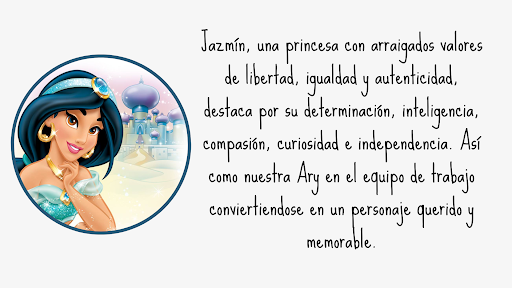 Jazmín, una princesa con arraigados valores
de libertad, igualdad y autenticidad,
destaca por su determinación, inteligencia,
compasión, curiosidad e independencia. Así
como nuestra Ary en el equipo de trabajo
conviertiendose en un personaje querido y
memorable.